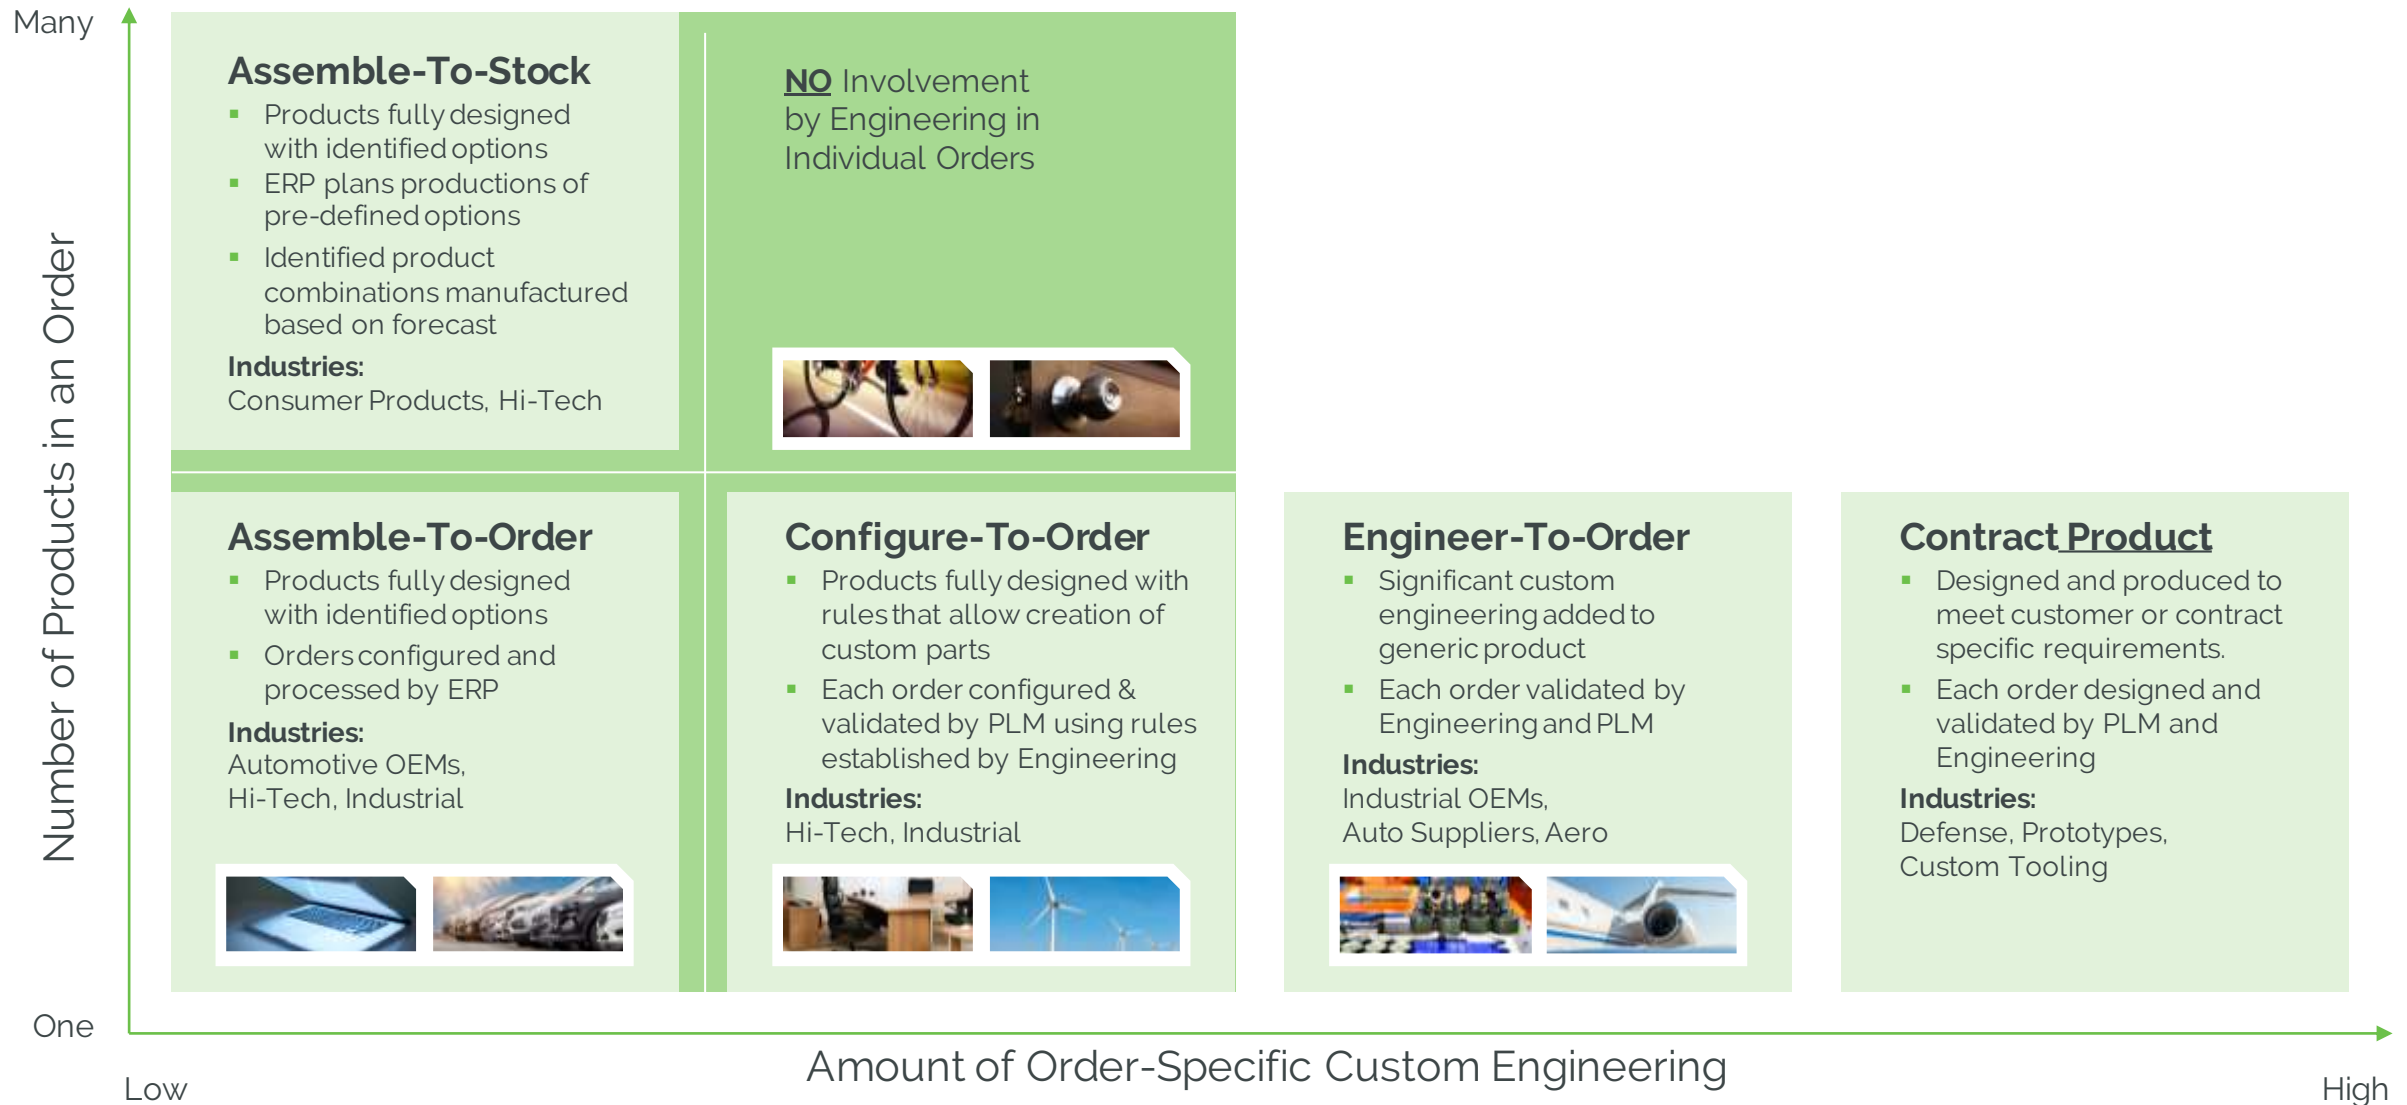 Many
Number of Products in an Order
One
Low
Amount of Order-Specific Custom Engineering
High
Assemble-To-Stock
Products fully designed
with identified options
ERP plans productions of
pre-defined options
Identified product
combinations manufactured
based on forecast
Industries:
Consumer Products, Hi-Tech
NO Involvement
by Engineering in
Individual Orders
Assemble-To-Order
Products fully designed
with identified options
Orders configured and
processed by ERP
Industries:
Automotive OEMs,
Hi-Tech, Industrial
Configure-To-Order
Products fully designed with
rules that allow creation of
custom parts
Each order configured &
validated by PLM using rules
established by Engineering
Industries:
Hi-Tech, Industrial
Engineer-To-Order
Significant custom
engineering added to
generic product
Each order validated by
Engineering and PLM
Industries:
Industrial OEMs,
Auto Suppliers, Aero
Contract Product
Designed and produced to
meet customer or contract
specific requirements.
Each order designed and
validated by PLM and
Engineering
Industries:
Defense, Prototypes,
Custom Tooling